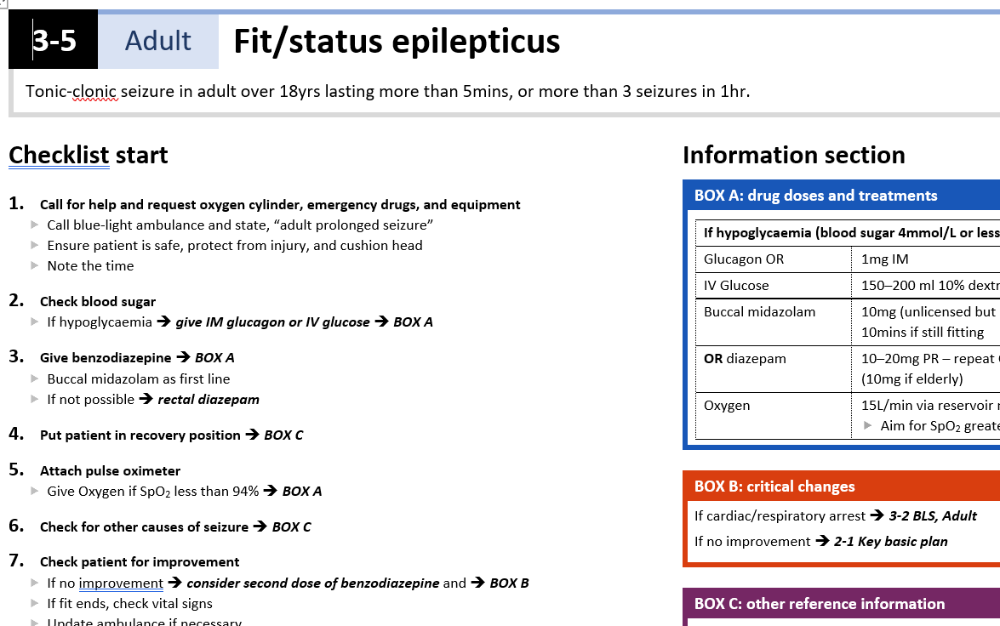 3-5 Adult Fit/status epilepticus
Tonic-clonic seizure in adult over 18yrs lasting more than 5mins, or more than 3 seizures in 1hr.
Checklist start
1. Call for help and request oxygen cylinder, emergency drugs, and equipment
Call blue-light ambulance and state, “adult prolonged seizure”
Ensure patient is safe, protect from injury, and cushion head
Note the time
2. Check blood sugar
If hypoglycaemia ➔ give IM glucagon or IV glucose ➔ BOX A
3. Give benzodiazepine ➔ BOX A
Buccal midazolam as first line
If not possible ➔ rectal diazepam
4. Put patient in recovery position ➔ BOX C
5. Attach pulse oximeter
Give Oxygen if SpO₂ less than 94% ➔ BOX A
6. Check for other causes of seizure ➔ BOX C
7. Check patient for improvement
If no improvement ➔ consider second dose of benzodiazepine and ➔ BOX B
If fit ends, check vital signs
Update ambulance if necessary
Information section
BOX A: drug doses and treatments
If hypoglycaemia (blood sugar 4mmol/L or less
Glucagon OR 1mg IM
IV Glucose 150–200 ml 10% dextr
Buccal midazolam 10mg (unlicensed but
10mins if still fitting
OR diazepam 10–20mg PR – repeat
(10mg if elderly)
Oxygen 15L/min via reservoir
Aim for SpO₂ greate
BOX B: critical changes
If cardiac/respiratory arrest ➔ 3-2 BLS, Adult
If no improvement ➔ 2-1 Key basic plan
BOX C: other reference information